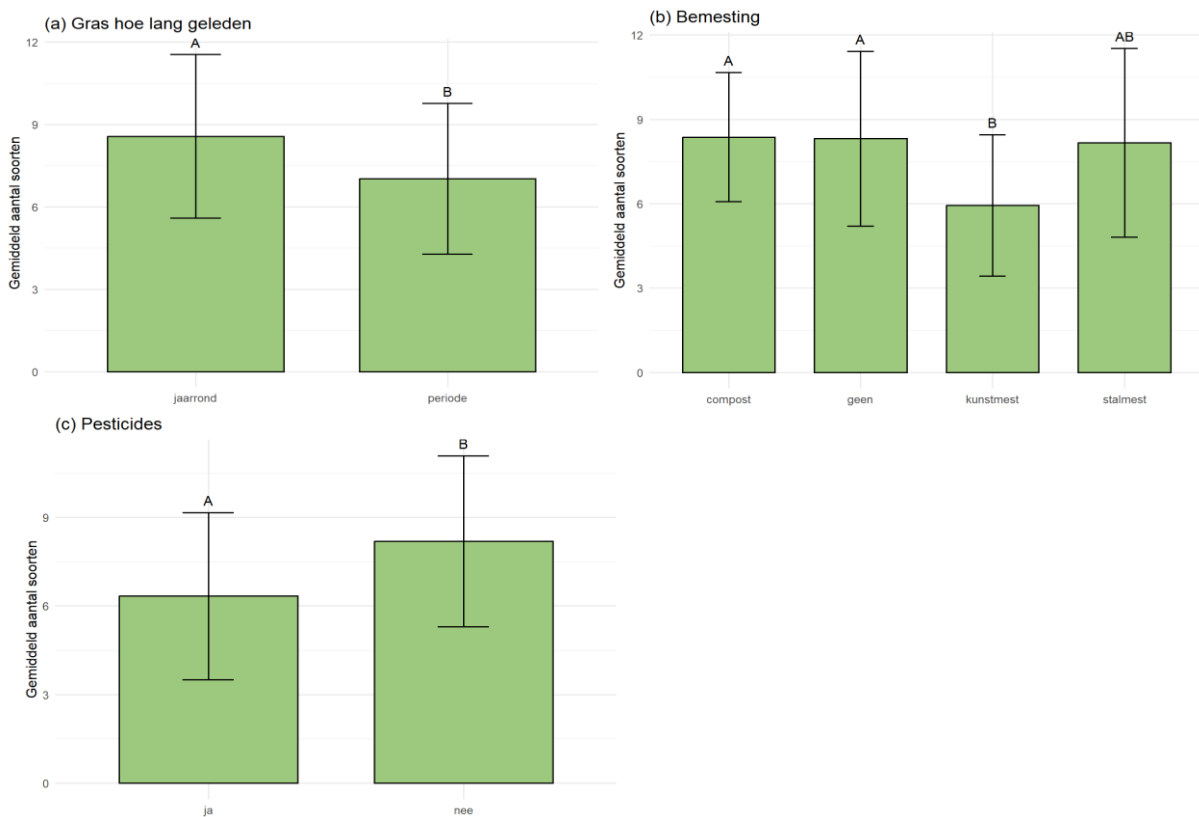 (a) Gras hoe lang geleden
Gemiddeld aantal soorten
12
9
6
3
0
A
B
jaarrond
periode
(b) Bemesting
Gemiddeld aantal soorten
12
9
6
3
0
A
A
B
AB
compost
geen
kunstmest
stalmest
(c) Pesticides
Gemiddeld aantal soorten
9
6
3
0
A
B
ja
nee